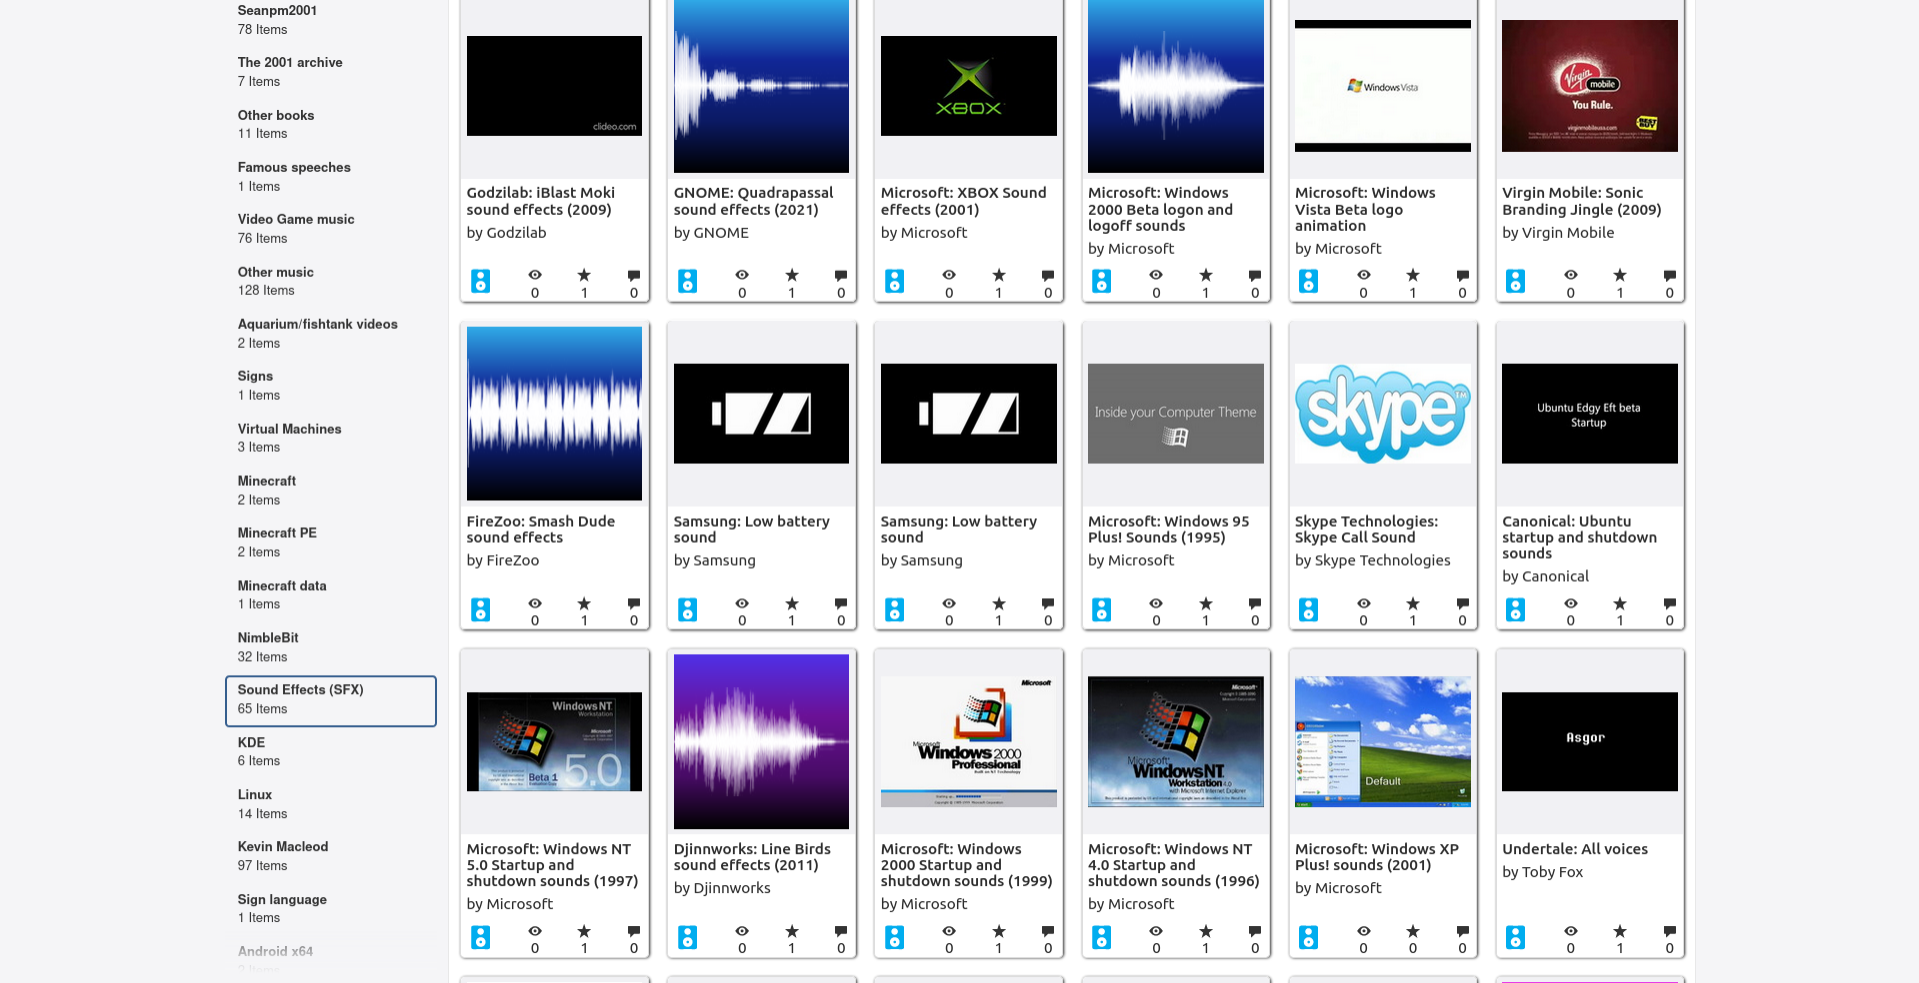 Seanpm2001
78 Items
The 2001 archive
7 Items
Other books
11 Items
Famous speeches
1 Items
Video Game music
76 Items
Other music
128 Items
Aquarium/fishtank videos
2 Items
Signs
1 Items
Virtual Machines
3 Items
Minecraft
2 Items
Minecraft PE
2 Items
Minecraft data
1 Items
NimbleBit
32 Items
Sound Effects (SFX)
65 Items
KDE
6 Items
Linux
14 Items
Kevin Macleod
97 Items
Sign language
1 Items
Android x64
clideo.com
Godzilab: iBlast Moki
sound effects (2009)
by Godzilab
0 1 0
GNOME: Quadrapassal
sound effects (2021)
by GNOME
0 1 0
XBOX
Microsoft: XBOX Sound
effects (2001)
by Microsoft
0 1 0
Microsoft: Windows
2000 Beta logon and
logoff sounds
by Microsoft
0 1 0
Windows Vista
Microsoft: Windows
Vista Beta logo
animation
by Microsoft
0 1 0
Virgin mobile
You Rule.
virginmobileusa.com
BEST BUY
Virgin Mobile: Sonic
Branding Jingle (2009)
by Virgin Mobile
0 1 0
FireZoo: Smash Dude
sound effects
by FireZoo
0 1 0
Samsung: Low battery
sound
by Samsung
0 1 0
Samsung: Low battery
sound
by Samsung
0 1 0
Inside your Computer Theme
Microsoft: Windows 95
Plus! Sounds (1995)
by Microsoft
0 1 0
skype TM
Skype Technologies:
Skype Call Sound
by Skype Technologies
0 1 0
Ubuntu Edgy Eft beta
Startup
Canonical: Ubuntu
startup and shutdown
sounds
by Canonical
0 1 0
Windows NT
Workstation
Microsoft
Beta 1
5.0
Microsoft: Windows NT
5.0 Startup and
shutdown sounds (1997)
by Microsoft
0 1 0
Djinnworks: Line Birds
sound effects (2011)
by Djinnworks
0 1 0
Microsoft
Microsoft
Windows 2000
Professional
Built on NT Technology
Microsoft: Windows
2000 Startup and
shutdown sounds (1999)
by Microsoft
0 1 0
Microsoft
Microsoft
Windows NT
Workstation 4.0
with Microsoft Internet Explorer
Microsoft: Windows NT
4.0 Startup and
shutdown sounds (1996)
by Microsoft
0 1 0
Default
Microsoft: Windows XP
Plus! sounds (2001)
by Microsoft
0 0 0
Asgor
Undertale: All voices
by Toby Fox
0 1 0